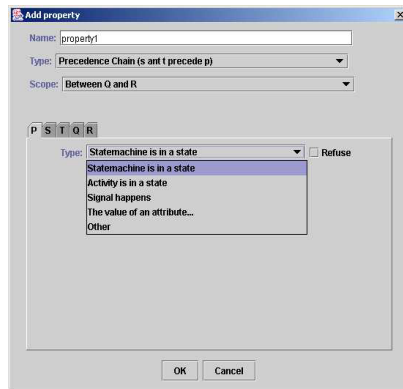 Add property
Name: property1
Type: Precedence Chain (s ant t precede p)
Scope: Between Q and R
P S T Q R
Type: Statemachine is in a state Refuse
Statemachine is in a state
Activity is in a state
Signal happens
The value of an attribute...
Other
OK Cancel